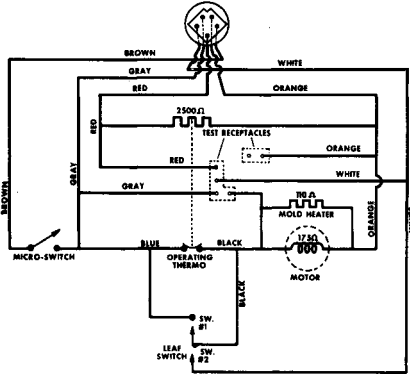 BROWN
GRAY
WHITE
RED
ORANGE
2500Ω
TEST RECEPTACLES
RED
ORANGE
RED
WHITE
GRAY
GRAY
110Ω
MOLD HEATER
BROWN
ORANGE
175Ω
BLUE
BLACK
MICRO-SWITCH
OPERATING
THERMO
MOTOR
BLACK
SW.
#1
LEAF
SWITCH
SW.
#2